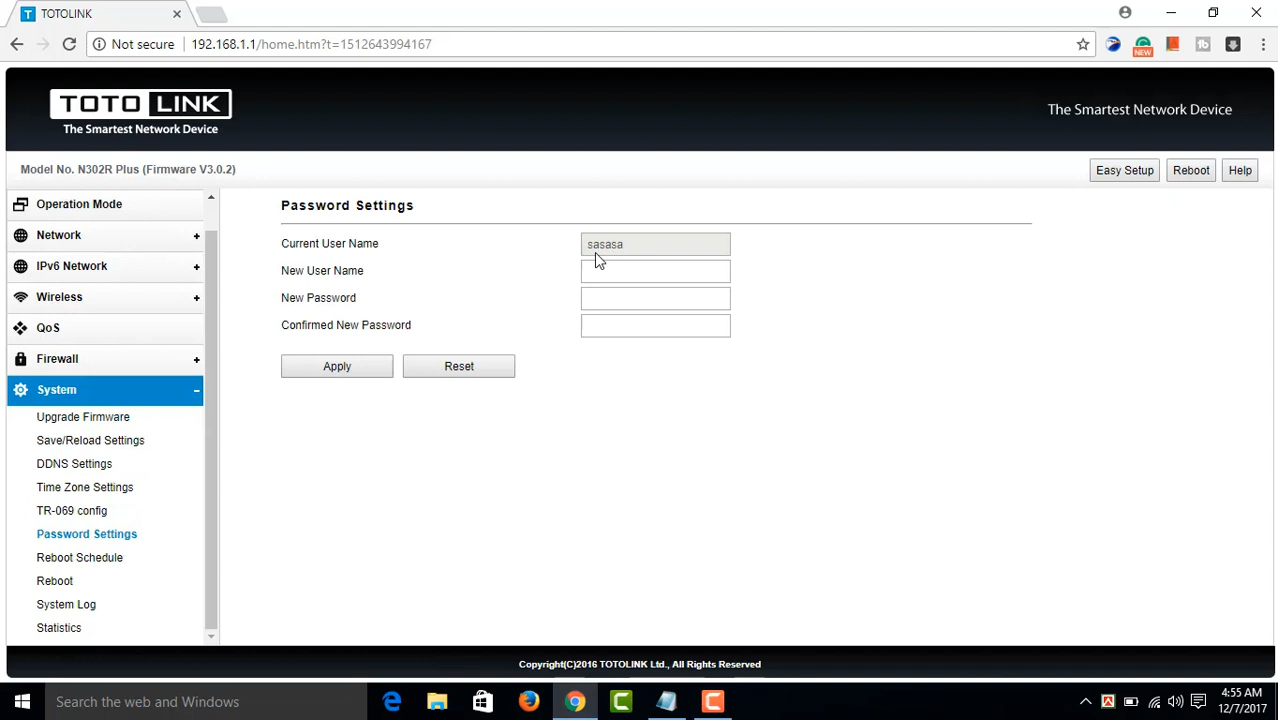 TOTOLINK
Not secure 192.168.1.1/home.htm?t=1512643994167
NEW
TOTO LINK
The Smartest Network Device
The Smartest Network Device
Model No. N302R Plus (Firmware V3.0.2)
Easy Setup Reboot Help
Operation Mode
Network +
IPv6 Network +
Wireless +
QoS
Firewall +
System -
Upgrade Firmware
Save/Reload Settings
DDNS Settings
Time Zone Settings
TR-069 config
Password Settings
Reboot Schedule
Reboot
System Log
Statistics
Password Settings
Current User Name sasasa
New User Name
New Password
Confirmed New Password
Apply Reset
Copyright(C)2016 TOTOLINK Ltd., All Rights Reserved
Search the web and Windows
4:55 AM
12/7/2017